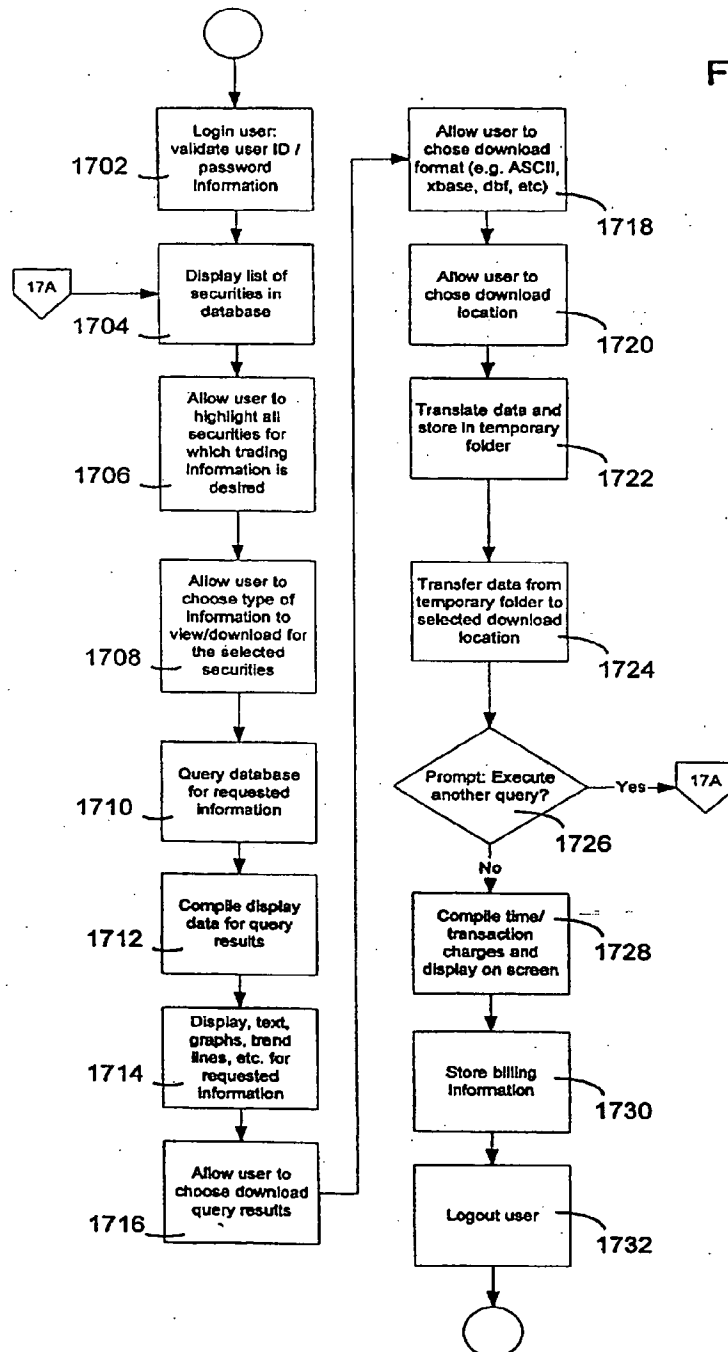 F
Login user:
validate user ID /
password
Information
1702
17A
Display list of
securities in
database
1704
Allow user to
highlight all
securities for
which trading
Information is
desired
1706
Allow user to
choose type of
Information to
view/download for
the selected
securities
1708
Query database
for requested
information
1710
Compile display
data for query
results
1712
Display, text,
graphs, trend
lines, etc. for
requested
information
1714
Allow user to
choose download
query results
1716
Allow user to
chose download
format (e.g. ASCII,
xbase, dbf, etc)
1718
Allow user to
chose download
location
1720
Translate data and
store in temporary
folder
1722
Transfer data from
temporary folder to
selected download
location
1724
Prompt: Execute
another query?
1726
Yes
17A
No
Compile time/
transaction
charges and
display on screen
1728
Store billing
Information
1730
Logout user
1732